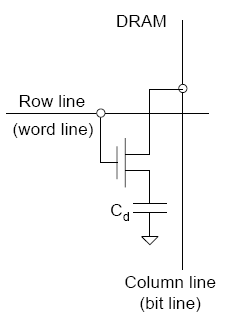 DRAM
Row line
(word line)
Cd
Column line
(bit line)